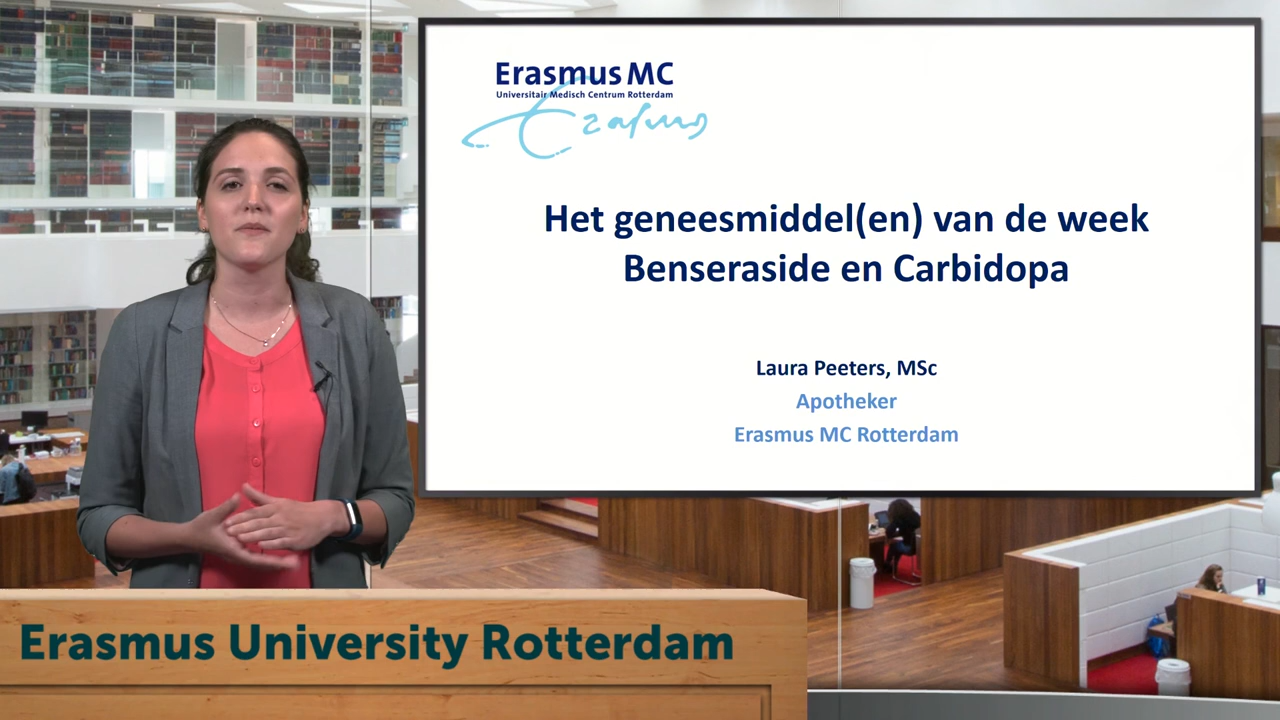 Erasmus MC
Universitair Medisch Centrum Rotterdam
Erasmus
Het geneesmiddel(en) van de week
Benseraside en Carbidopa
Laura Peeters, MSc
Apotheker
Erasmus MC Rotterdam
Erasmus University Rotterdam